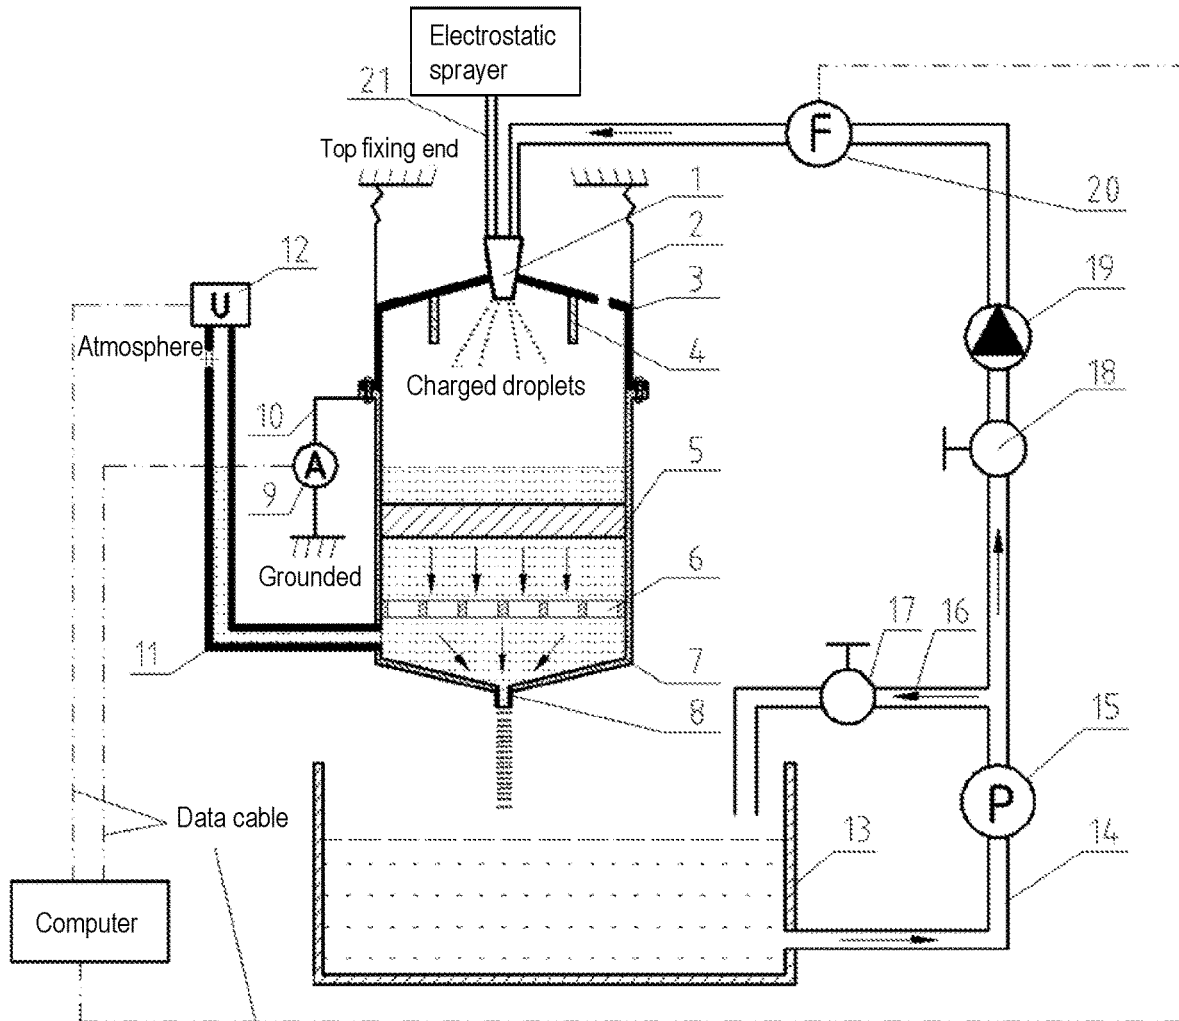 Electrostatic
sprayer
21
F
Top fixing end
1
20
2
12
3
19
U
Atmosphere
4
Charged droplets
18
10
5
A
9
6
Grounded
17
16
11
7
8
15
P
Data cable
13
14
Computer